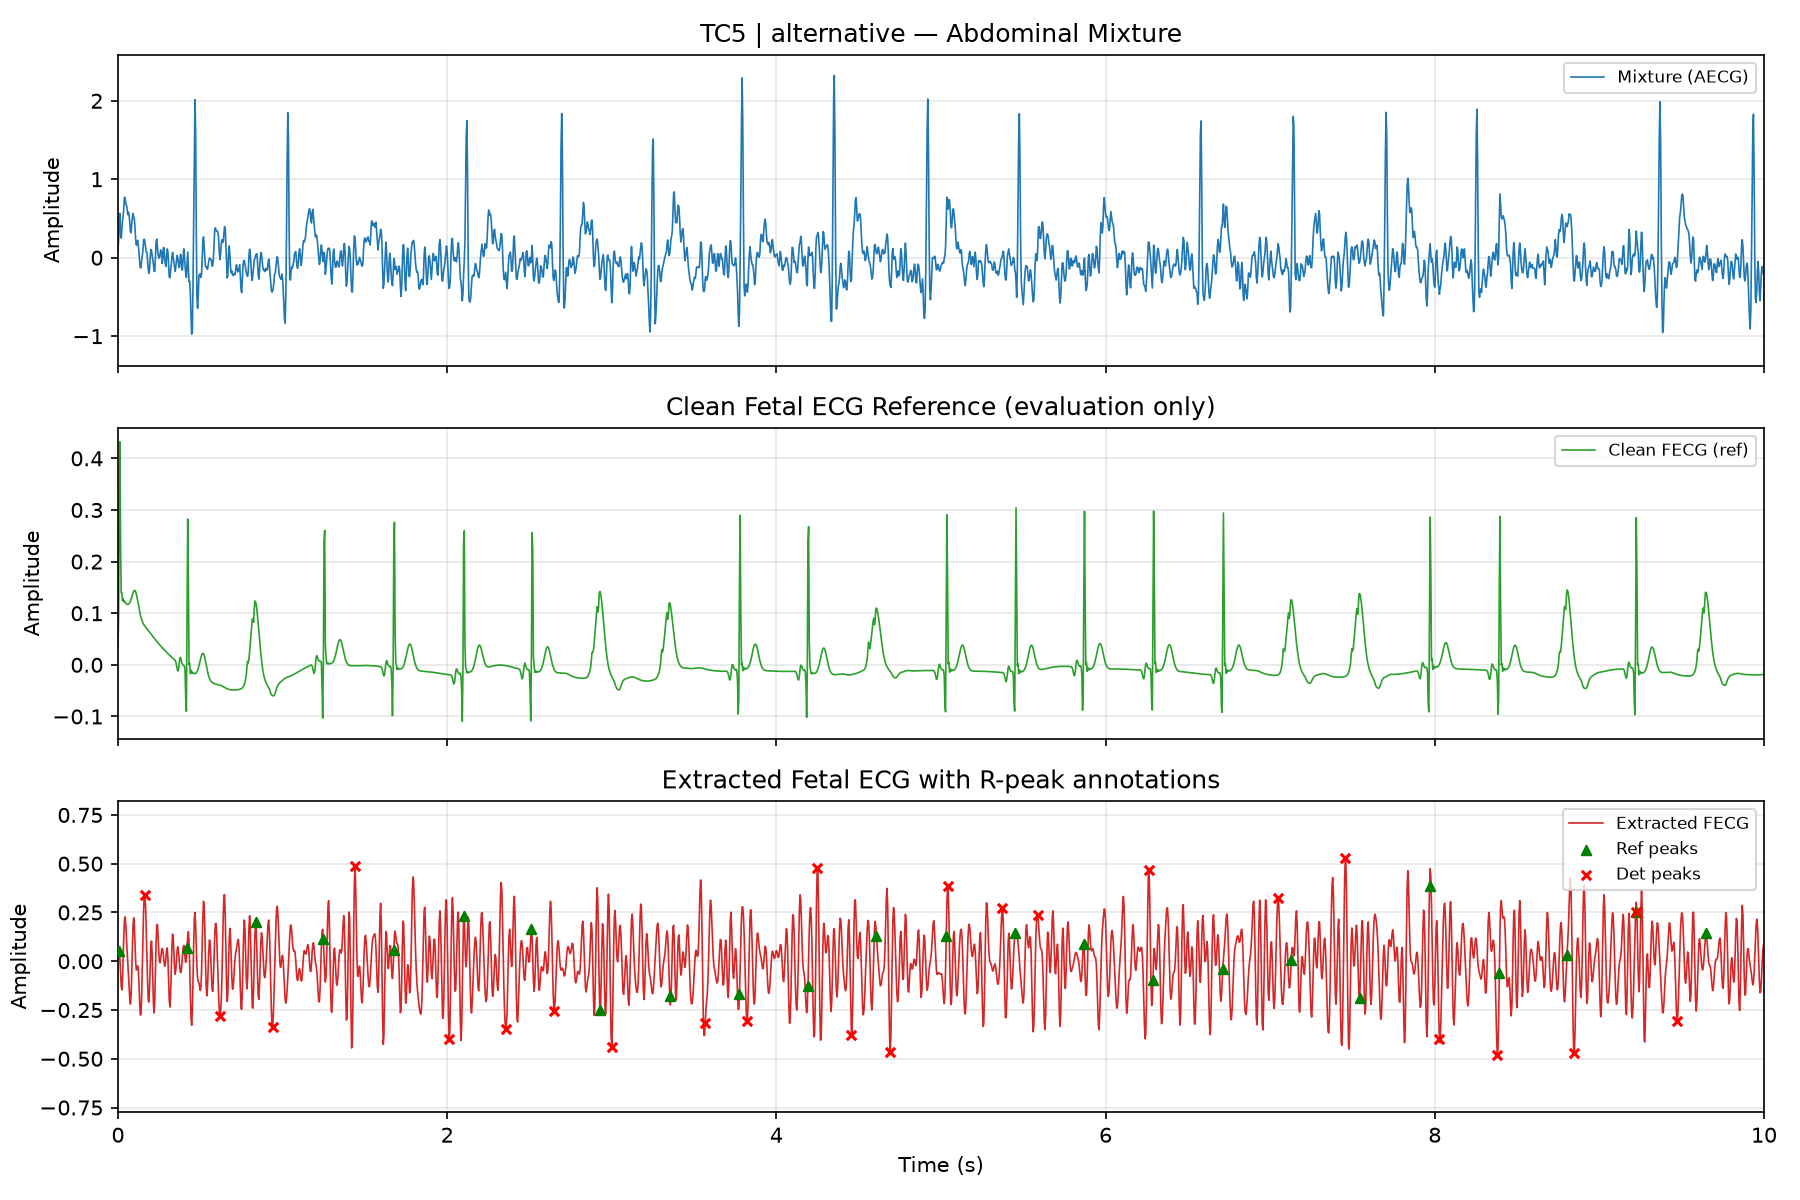 TC5 | alternative — Abdominal Mixture
Amplitude
2
1
0
−1
Mixture (AECG)
Clean Fetal ECG Reference (evaluation only)
Amplitude
0.4
0.3
0.2
0.1
0.0
−0.1
Clean FECG (ref)
Extracted Fetal ECG with R-peak annotations
Amplitude
0.75
0.50
0.25
0.00
−0.25
−0.50
−0.75
Extracted FECG
Ref peaks
Det peaks
0 2 4 6 8 10
Time (s)